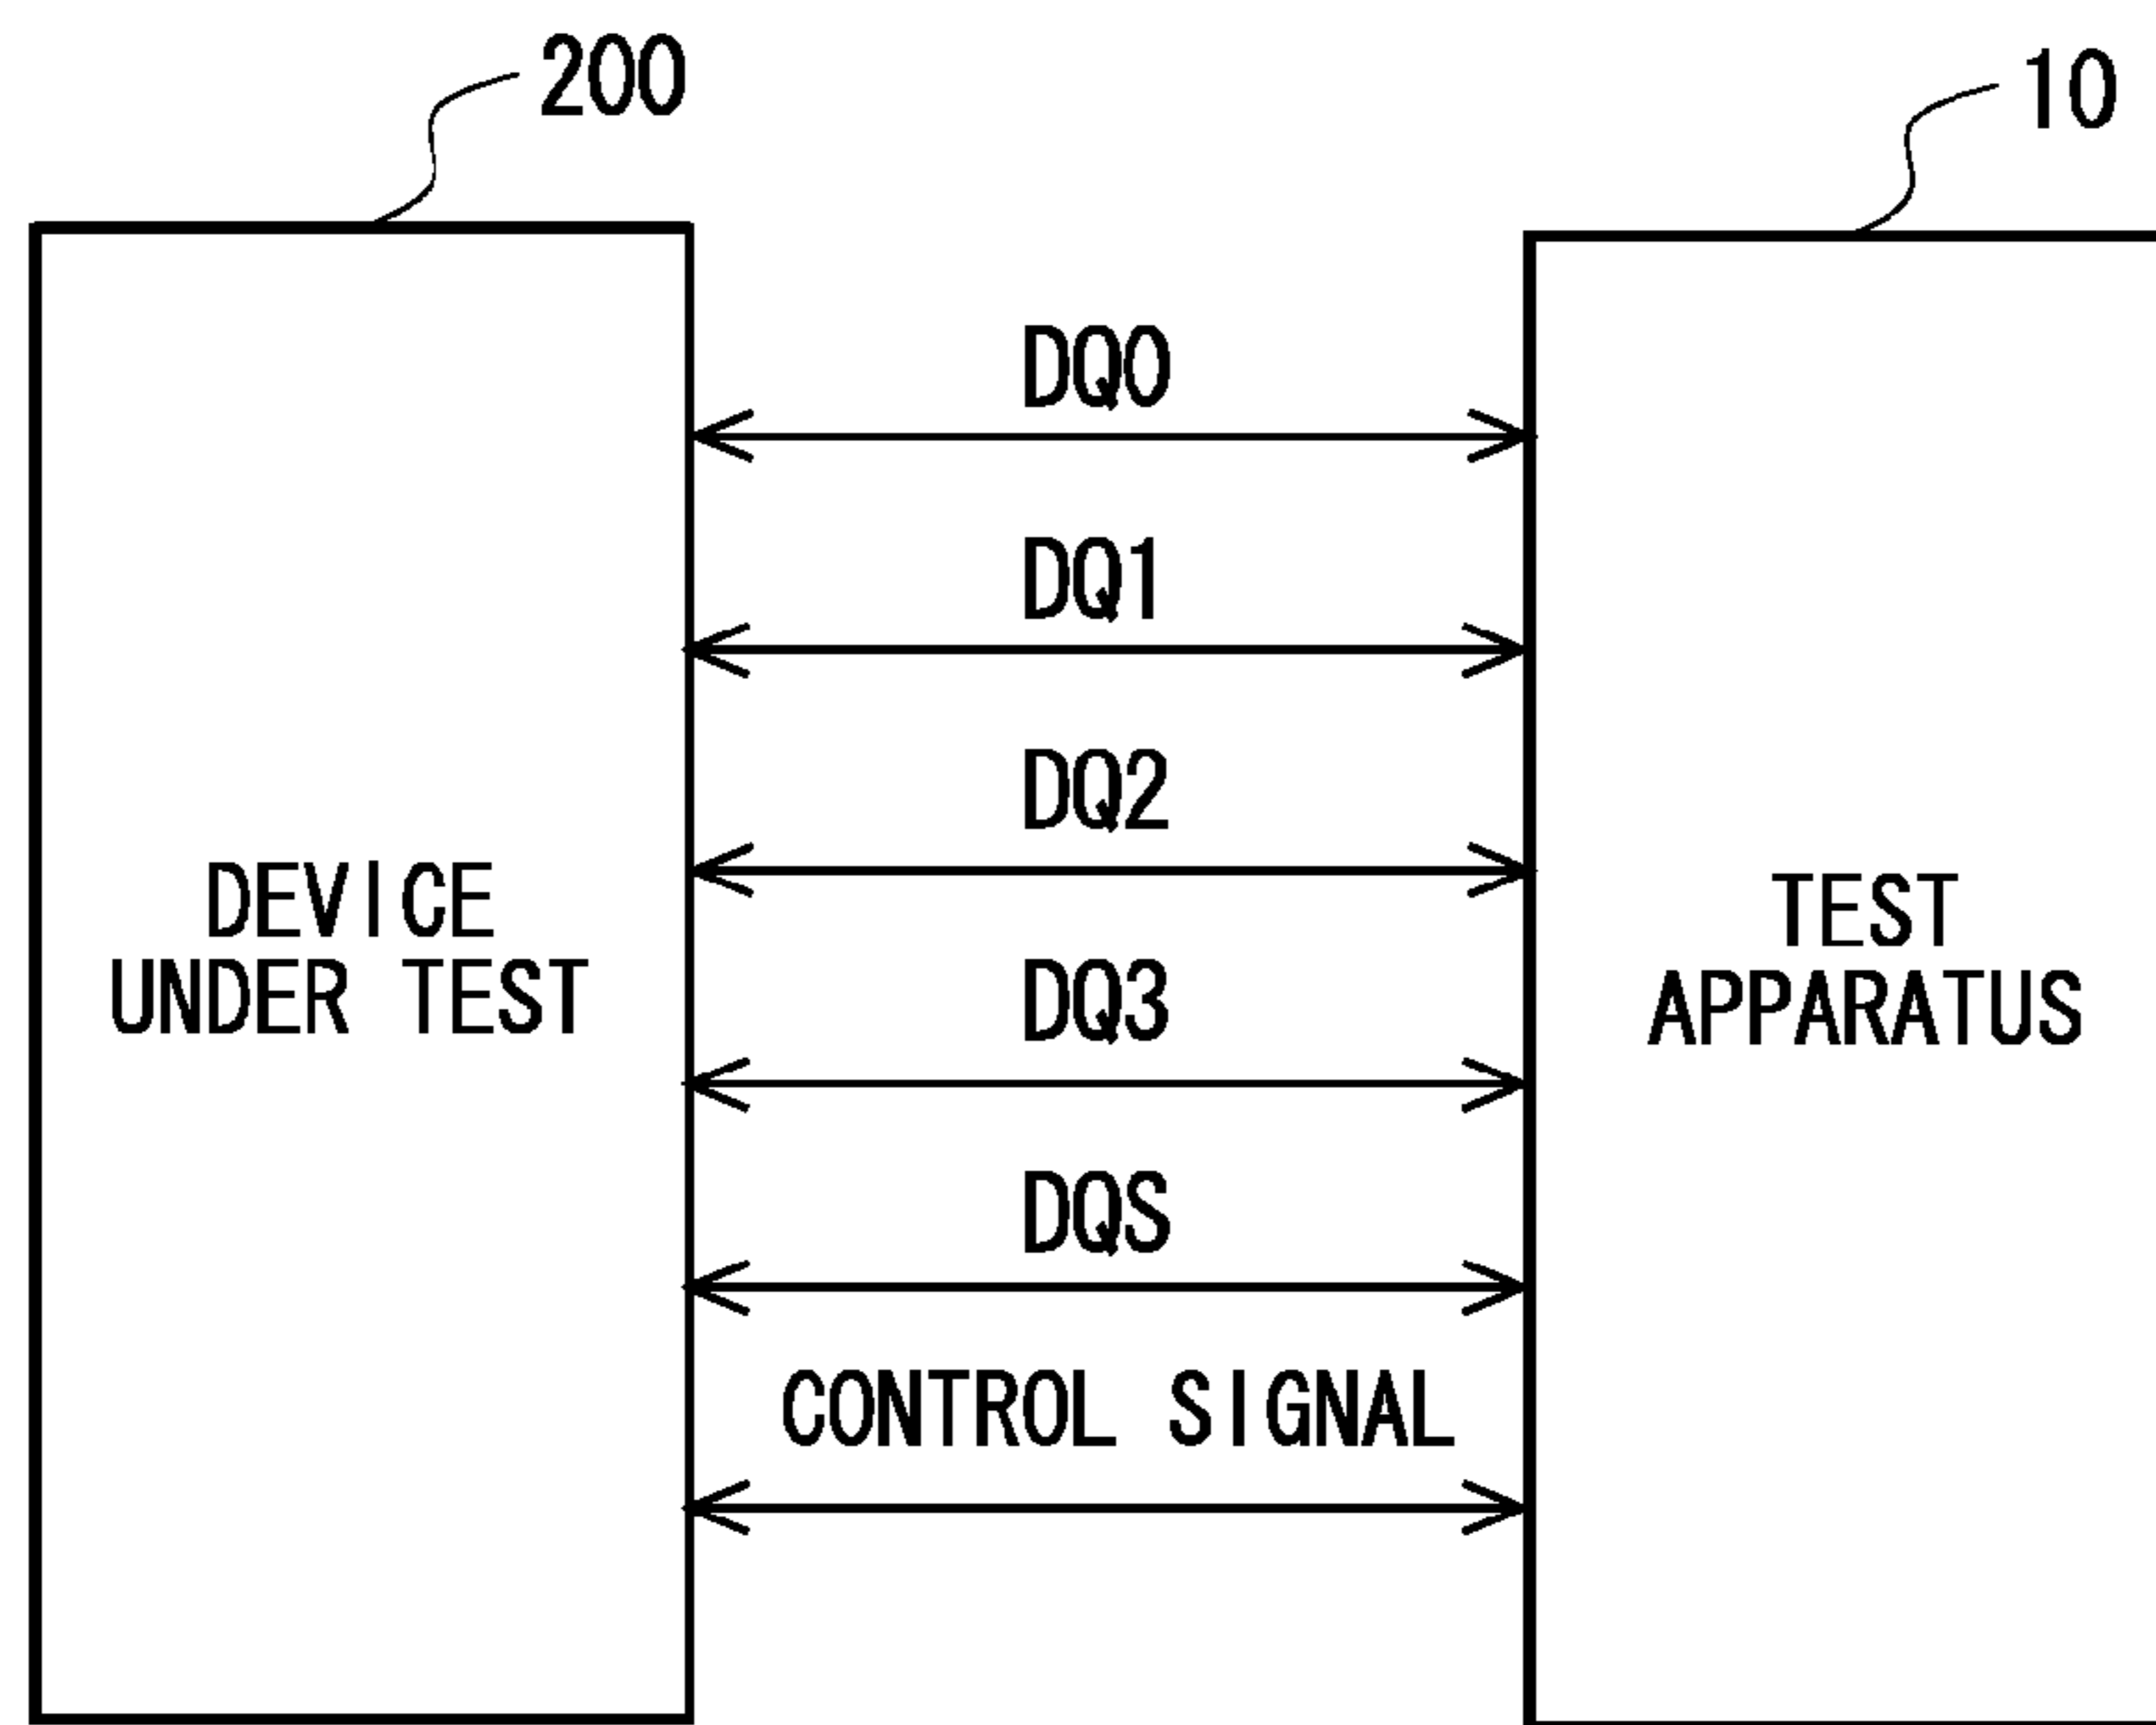 200
10
DQ0
DQ1
DQ2
DEVICE
UNDER TEST
TEST
APPARATUS
DQ3
DQS
CONTROL SIGNAL